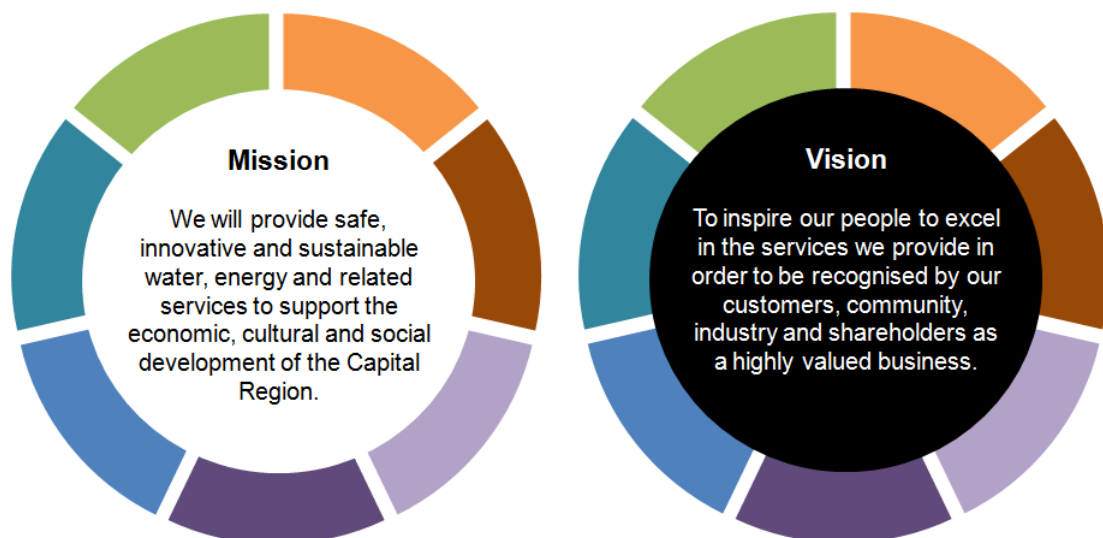 Mission
We will provide safe,
innovative and sustainable
water, energy and related
services to support the
economic, cultural and social
development of the Capital
Region.
Vision
To inspire our people to excel
in the services we provide in
order to be recognised by our
customers, community,
industry and shareholders as
a highly valued business.